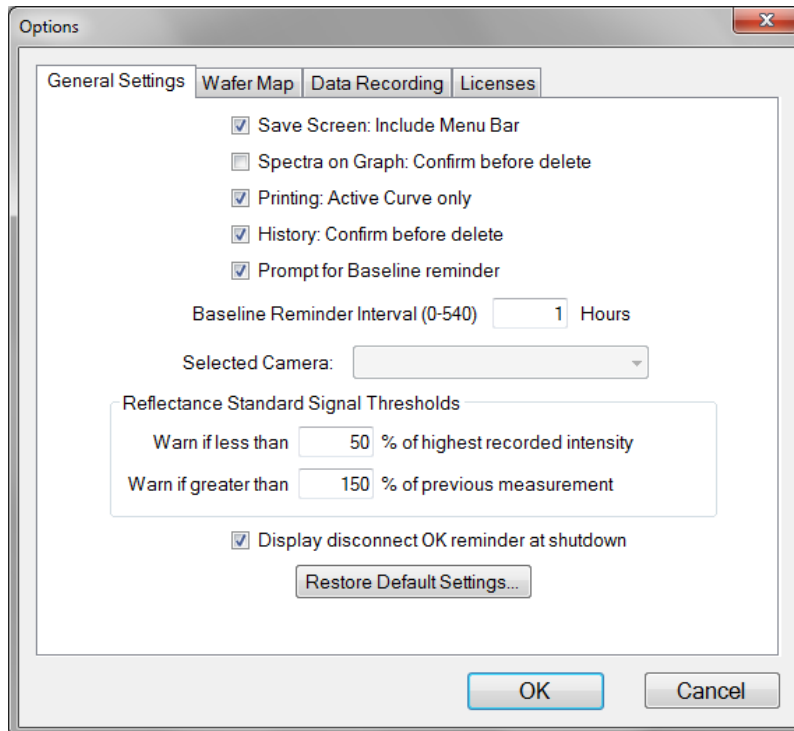 Options
General Settings Wafer Map Data Recording Licenses
Save Screen: Include Menu Bar
Spectra on Graph: Confirm before delete
Printing: Active Curve only
History: Confirm before delete
Prompt for Baseline reminder
Baseline Reminder Interval (0-540) 1 Hours
Selected Camera:
Reflectance Standard Signal Thresholds
Warn if less than 50 % of highest recorded intensity
Warn if greater than 150 % of previous measurement
Display disconnect OK reminder at shutdown
Restore Default Settings...
OK Cancel